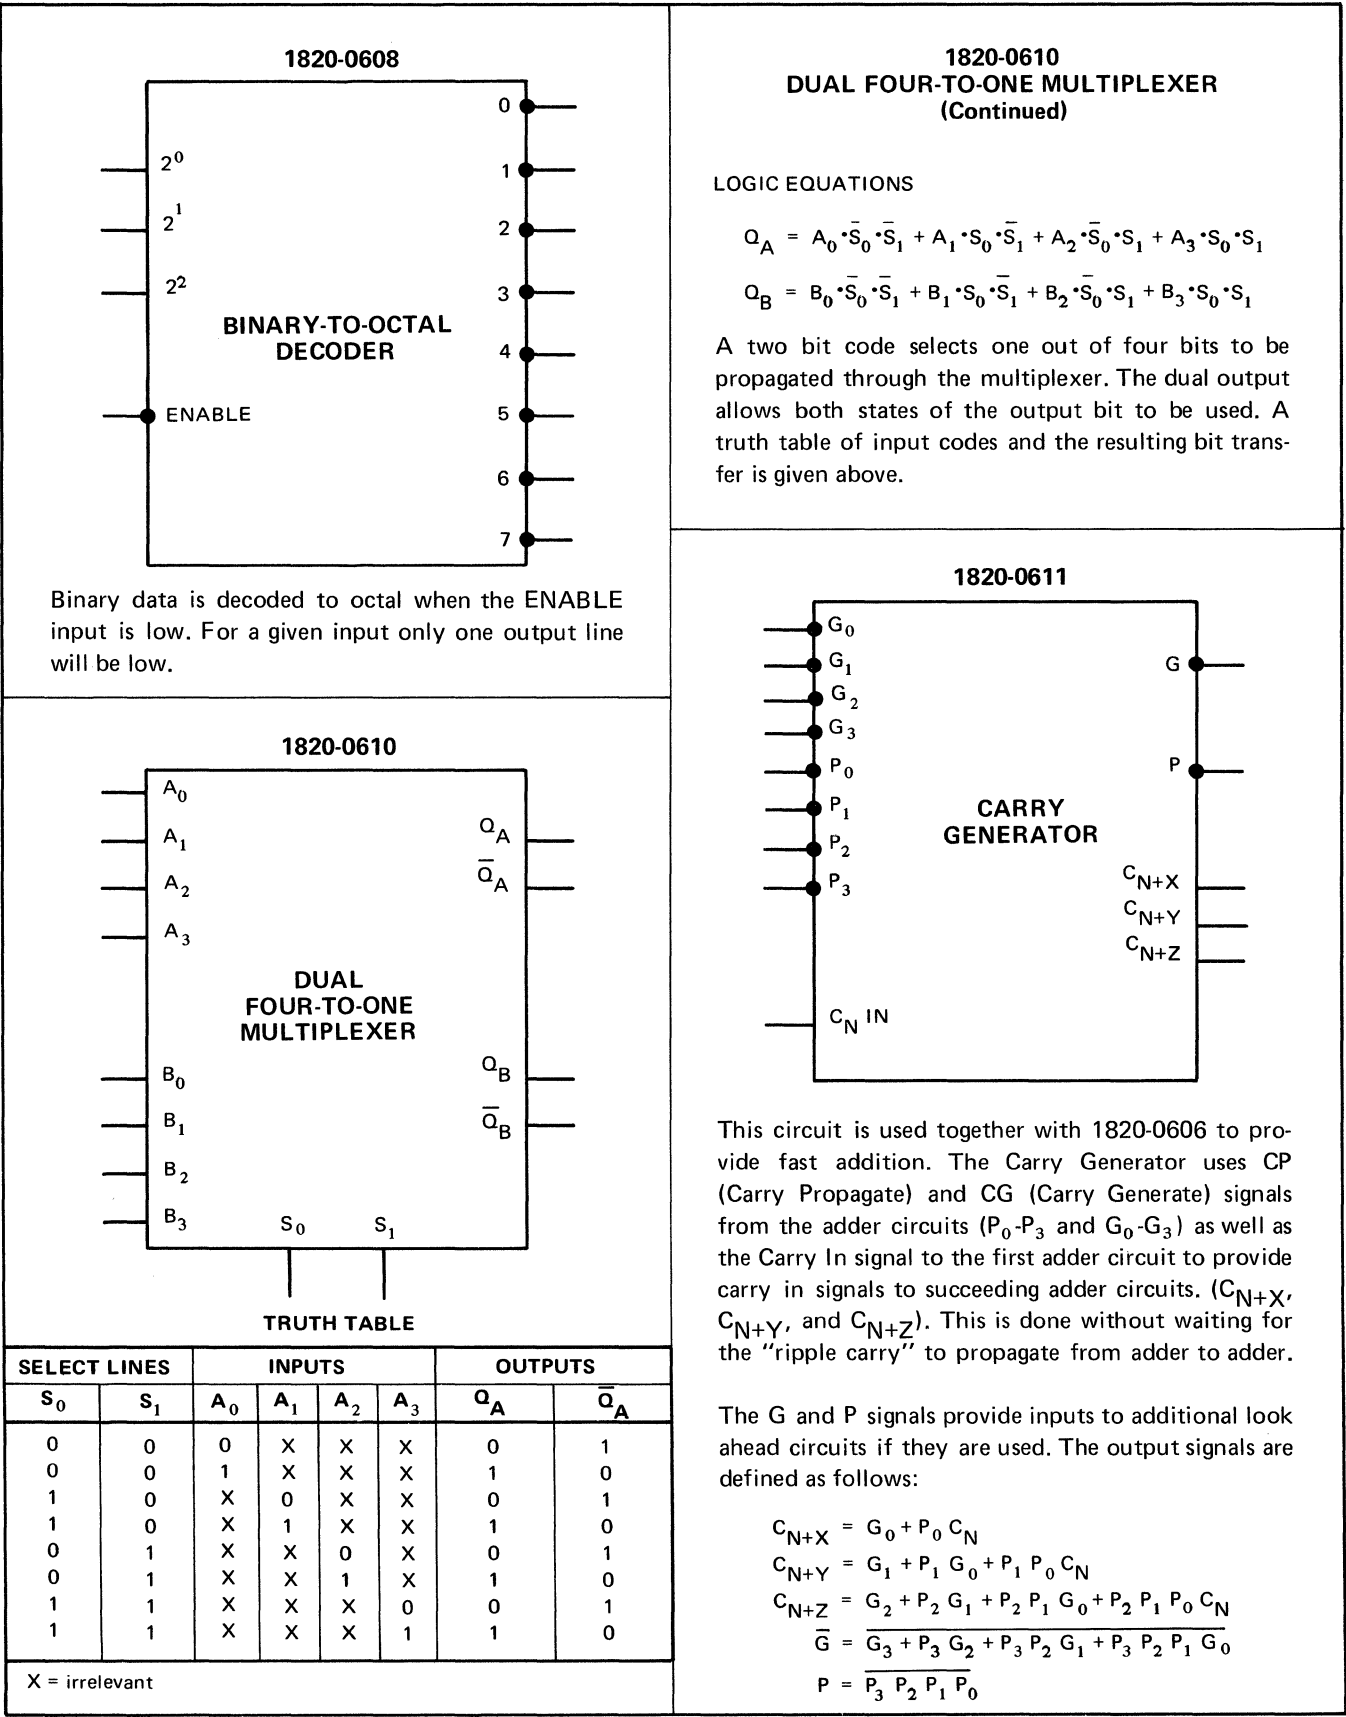 1820-0608
0
2⁰ 1
2¹ 2
2² 3
BINARY-TO-OCTAL
DECODER
4
ENABLE 5
6
7
Binary data is decoded to octal when the ENABLE
input is low. For a given input only one output line
will be low.
1820-0610
A₀
A₁
A₂
A₃
Q_A
Q̅_A
DUAL
FOUR-TO-ONE
MULTIPLEXER
B₀
B₁
B₂
B₃
Q_B
Q̅_B
S₀ S₁
TRUTH TABLE
SELECT LINES INPUTS OUTPUTS
S₀ S₁ A₀ A₁ A₂ A₃ Q_A Q̅_A
0 0 0 X X X 0 1
0 0 1 X X X 1 0
1 0 X 0 X X 0 1
1 0 X 1 X X 1 0
0 1 X X 0 X 0 1
0 1 X X 1 X 1 0
1 1 X X X 0 0 1
1 1 X X X 1 1 0
X = irrelevant
1820-0610
DUAL FOUR-TO-ONE MULTIPLEXER
(Continued)
LOGIC EQUATIONS
Q_A = A₀•S̅₀•S̅₁ + A₁•S₀•S̅₁ + A₂•S̅₀•S₁ + A₃•S₀•S₁
Q_B = B₀•S̅₀•S̅₁ + B₁•S₀•S̅₁ + B₂•S̅₀•S₁ + B₃•S₀•S₁
A two bit code selects one out of four bits to be
propagated through the multiplexer. The dual output
allows both states of the output bit to be used. A
truth table of input codes and the resulting bit trans-
fer is given above.
1820-0611
G₀
G₁
G₂
G₃
P₀
P₁
P₂
P₃
C_N IN
CARRY
GENERATOR
G
P
C_N+X
C_N+Y
C_N+Z
This circuit is used together with 1820-0606 to pro-
vide fast addition. The Carry Generator uses CP
(Carry Propagate) and CG (Carry Generate) signals
from the adder circuits (P₀-P₃ and G₀-G₃) as well as
the Carry In signal to the first adder circuit to provide
carry in signals to succeeding adder circuits. (C_N+X,
C_N+Y, and C_N+Z). This is done without waiting for
the "ripple carry" to propagate from adder to adder.
The G and P signals provide inputs to additional look
ahead circuits if they are used. The output signals are
defined as follows:
C_N+X = G₀ + P₀ C_N
C_N+Y = G₁ + P₁ G₀ + P₁ P₀ C_N
C_N+Z = G₂ + P₂ G₁ + P₂ P₁ G₀ + P₂ P₁ P₀ C_N
G̅ = \overline{G₃ + P₃ G₂ + P₃ P₂ G₁ + P₃ P₂ P₁ G₀}
P = \overline{P₃ P₂ P₁ P₀}